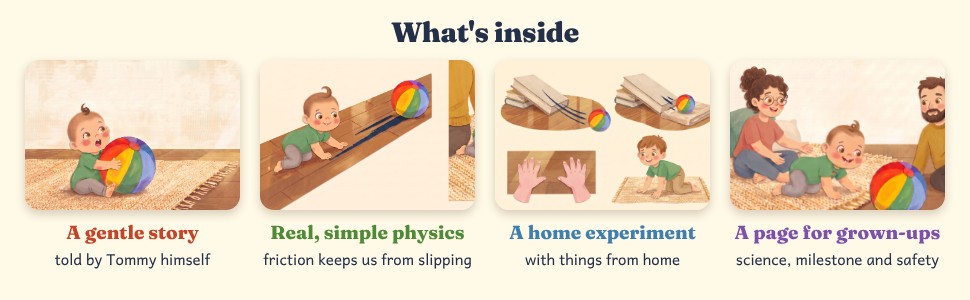 What's inside
A gentle story
told by Tommy himself
Real, simple physics
friction keeps us from slipping
A home experiment
with things from home
A page for grown-ups
science, milestone and safety